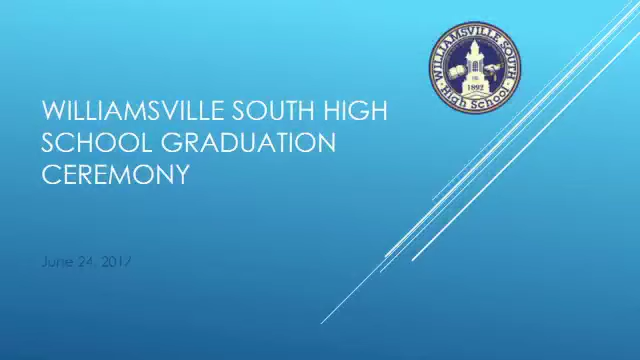 WILLIAMSVILLE SOUTH
High School
1892
WILLIAMSVILLE SOUTH HIGH
SCHOOL GRADUATION
CEREMONY
June 24, 2017